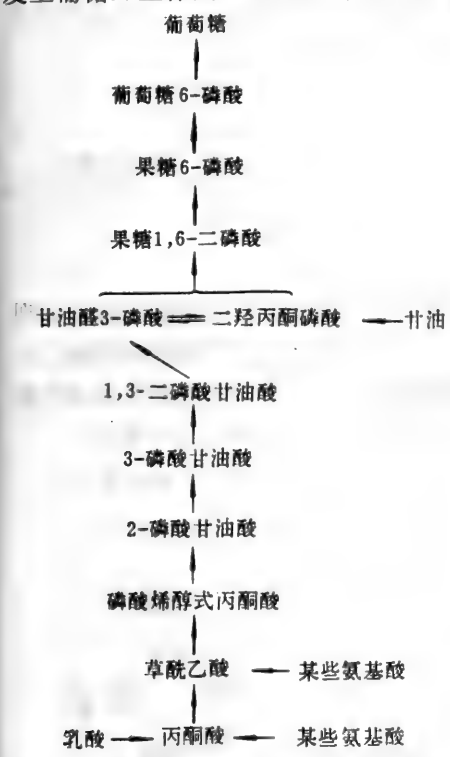 葡萄糖
葡萄糖6-磷酸
果糖6-磷酸
果糖1,6-二磷酸
甘油醛3-磷酸 二羟丙酮磷酸 甘油
1,3-二磷酸甘油酸
3-磷酸甘油酸
2-磷酸甘油酸
磷酸烯醇式丙酮酸
草酰乙酸 某些氨基酸
乳酸 丙酮酸 某些氨基酸